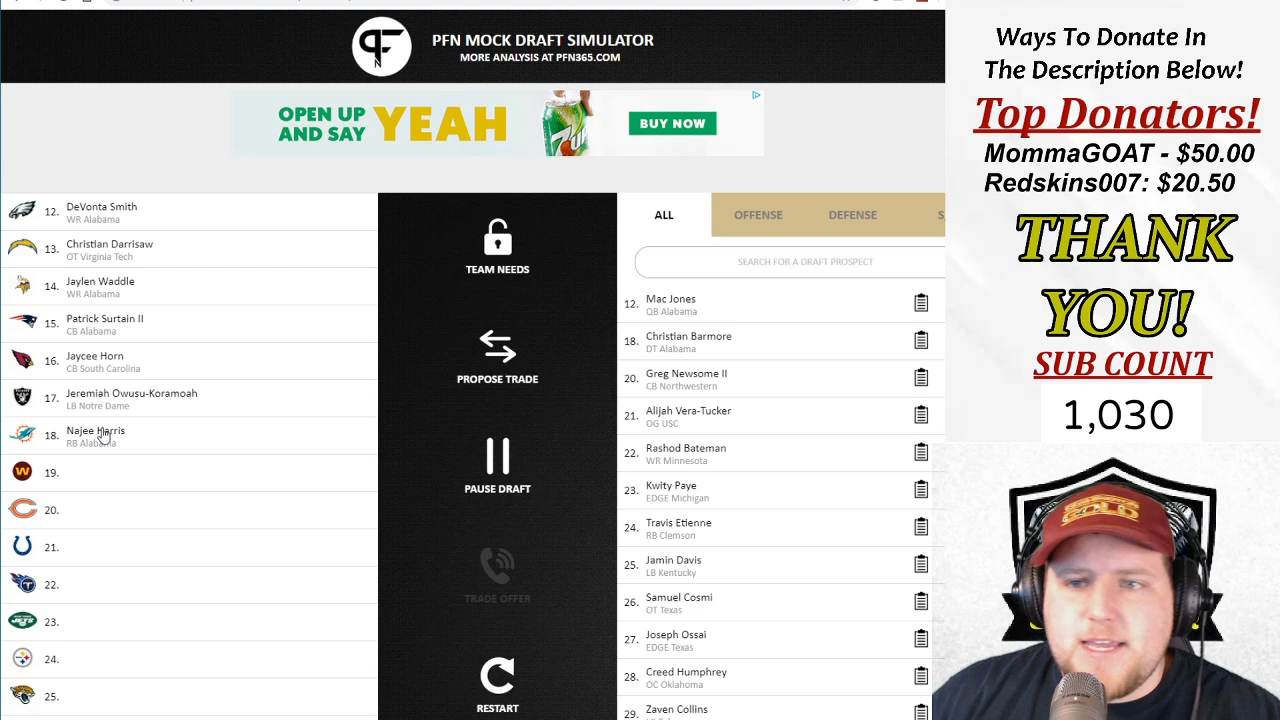 PFN MOCK DRAFT SIMULATOR
MORE ANALYSIS AT PFN365.COM
OPEN UP
AND SAY
YEAH
BUY NOW
12. DeVonta Smith
WR Alabama
13. Christian Darrisaw
OT Virginia Tech
14. Jaylen Waddle
WR Alabama
15. Patrick Surtain II
CB Alabama
16. Jaycee Horn
CB South Carolina
17. Jeremiah Owusu-Koramoah
LB Notre Dame
18. Najee Harris
RB Alabama
19.
20.
21.
22.
23.
24.
25.
TEAM NEEDS
PROPOSE TRADE
PAUSE DRAFT
TRADE OFFER
RESTART
ALL OFFENSE DEFENSE
SEARCH FOR A DRAFT PROSPECT
12. Mac Jones
QB Alabama
18. Christian Barmore
DT Alabama
20. Greg Newsome II
CB Northwestern
21. Alijah Vera-Tucker
OG USC
22. Rashod Bateman
WR Minnesota
23. Kwity Paye
EDGE Michigan
24. Travis Etienne
RB Clemson
25. Jamin Davis
LB Kentucky
26. Samuel Cosmi
OT Texas
27. Joseph Ossai
EDGE Texas
28. Creed Humphrey
OC Oklahoma
29. Zaven Collins
Ways To Donate In
The Description Below!
Top Donators!
MommaGOAT - $50.00
Redskins007: $20.50
THANK
YOU!
SUB COUNT
1,030
GOLD